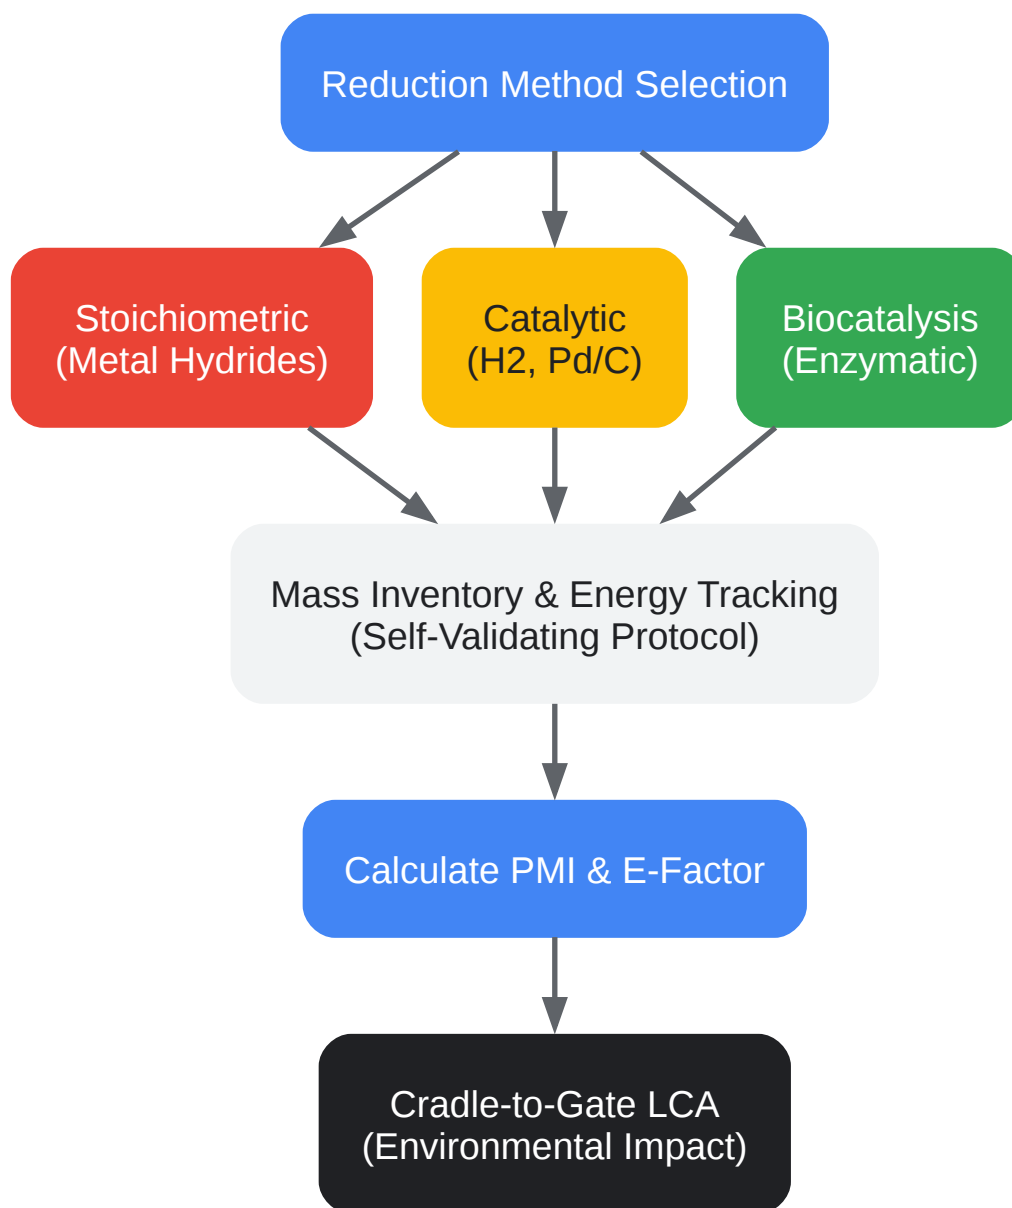 Reduction Method Selection
Stoichiometric
(Metal Hydrides)
Catalytic
(H2, Pd/C)
Biocatalysis
(Enzymatic)
Mass Inventory & Energy Tracking
(Self-Validating Protocol)
Calculate PMI & E-Factor
Cradle-to-Gate LCA
(Environmental Impact)